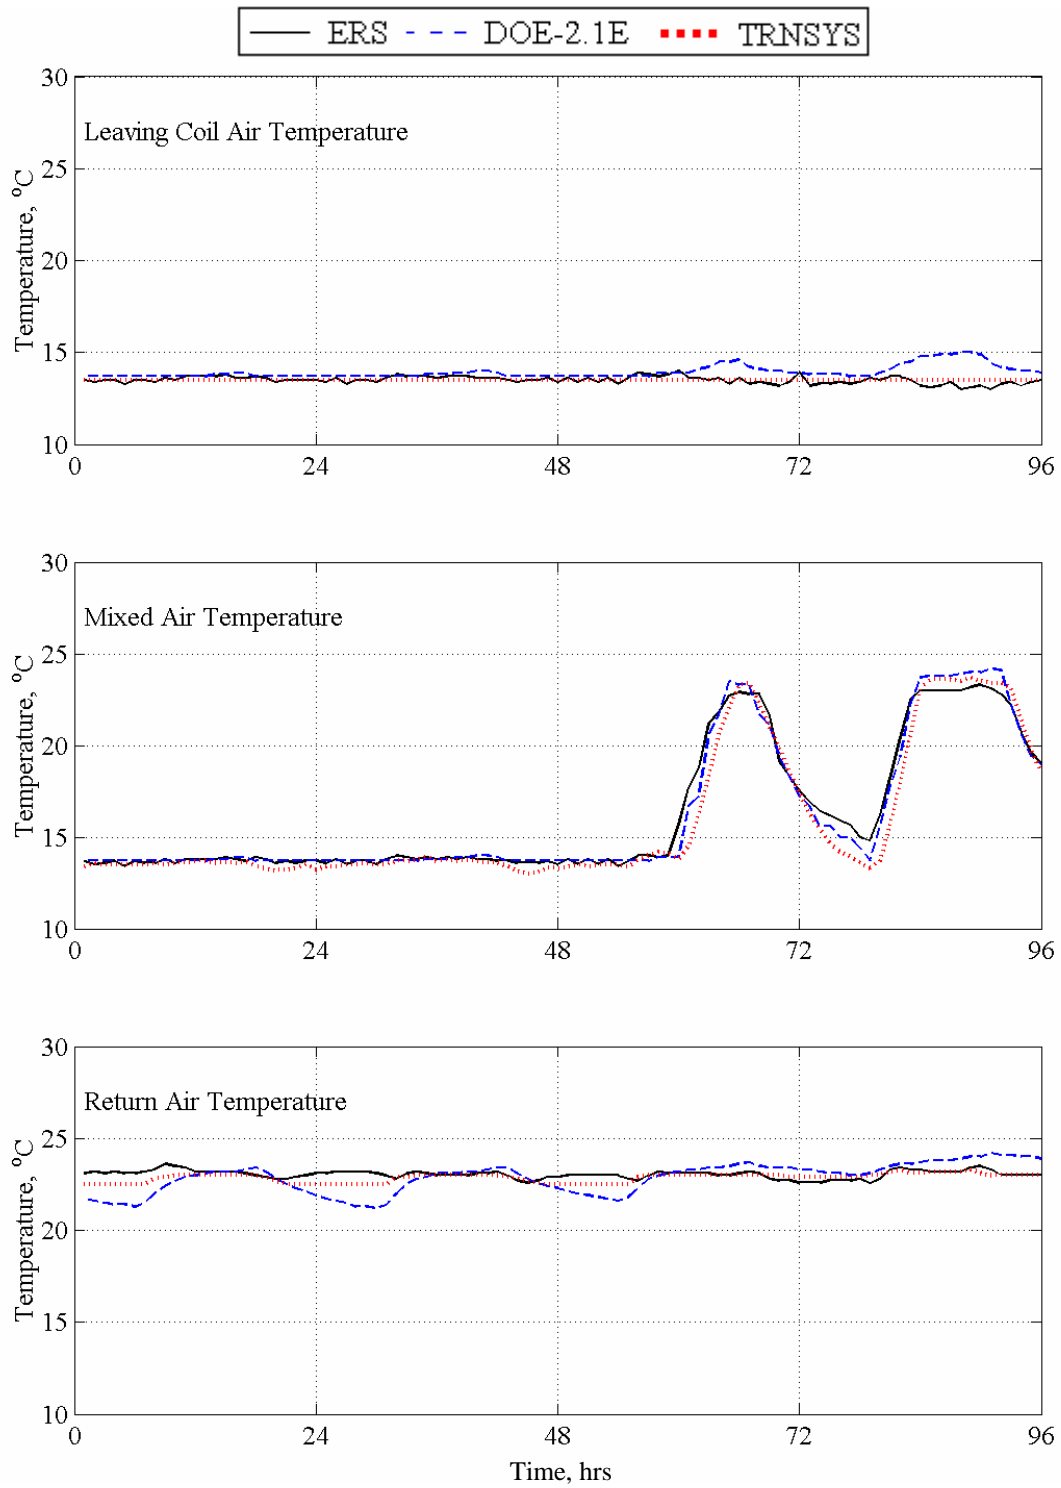 ERS DOE-2.1E TRNSYS
30
Leaving Coil Air Temperature
25
20
15
10
Temperature, °C
0 24 48 72 96
30
Mixed Air Temperature
25
20
15
10
Temperature, °C
0 24 48 72 96
30
Return Air Temperature
25
20
15
10
Temperature, °C
0 24 48 72 96
Time, hrs